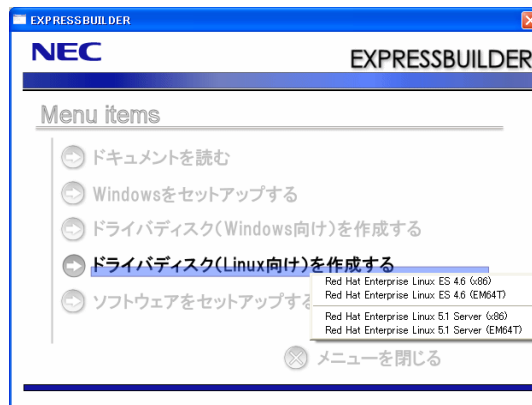 EXPRESSBUILDER
NEC
EXPRESSBUILDER
Menu items
ドキュメントを読む
Windowsをセットアップする
ドライバディスク(Windows向け)を作成する
ドライバディスク(Linux向け)を作成する
Red Hat Enterprise Linux ES 4.6 (x86)
Red Hat Enterprise Linux ES 4.6 (EM64T)
ソフトウェアをセットアップする
Red Hat Enterprise Linux 5.1 Server (x86)
Red Hat Enterprise Linux 5.1 Server (EM64T)
メニューを閉じる